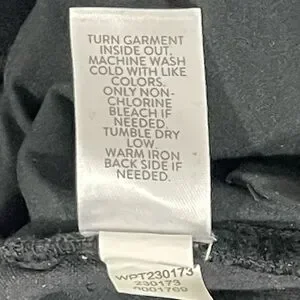 TURN GARMENT
INSIDE OUT.
MACHINE WASH
COLD WITH LIKE
COLORS.
ONLY NON-
CHLORINE
BLEACH IF
NEEDED.
TUMBLE DRY
LOW.
WARM IRON
BACK SIDE IF
NEEDED.
WPT230173
230173
0001769